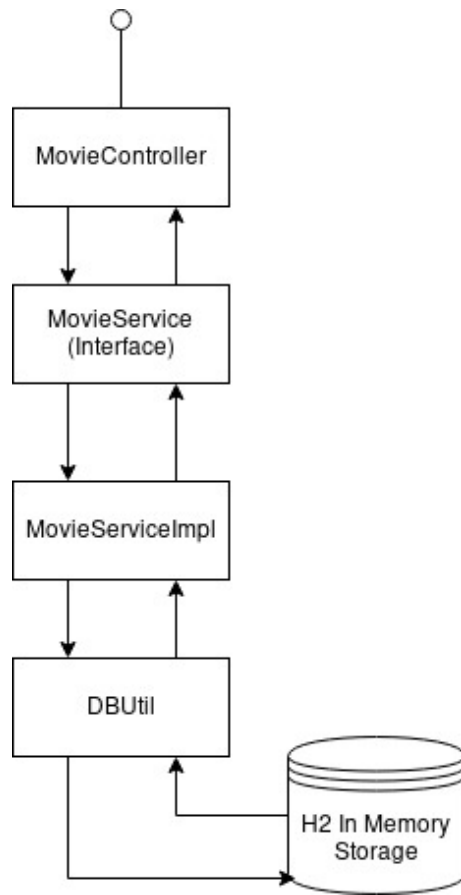 MovieController
MovieService
(Interface)
MovieServiceImpl
DBUtil
H2 In Memory
Storage